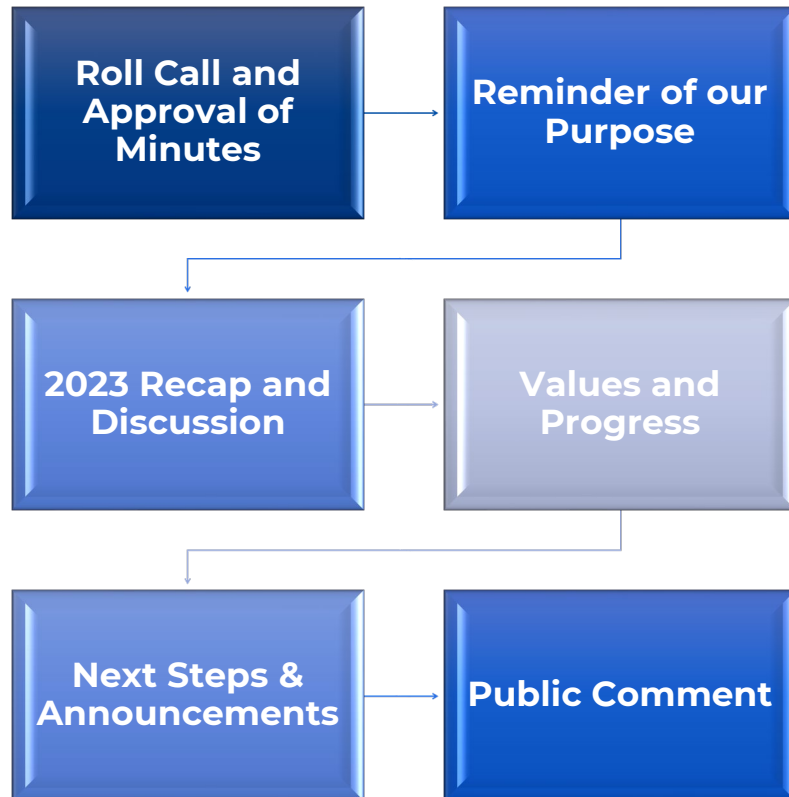 Roll Call and
Approval of
Minutes
Reminder of our
Purpose
2023 Recap and
Discussion
Values and
Progress
Next Steps &
Announcements
Public Comment